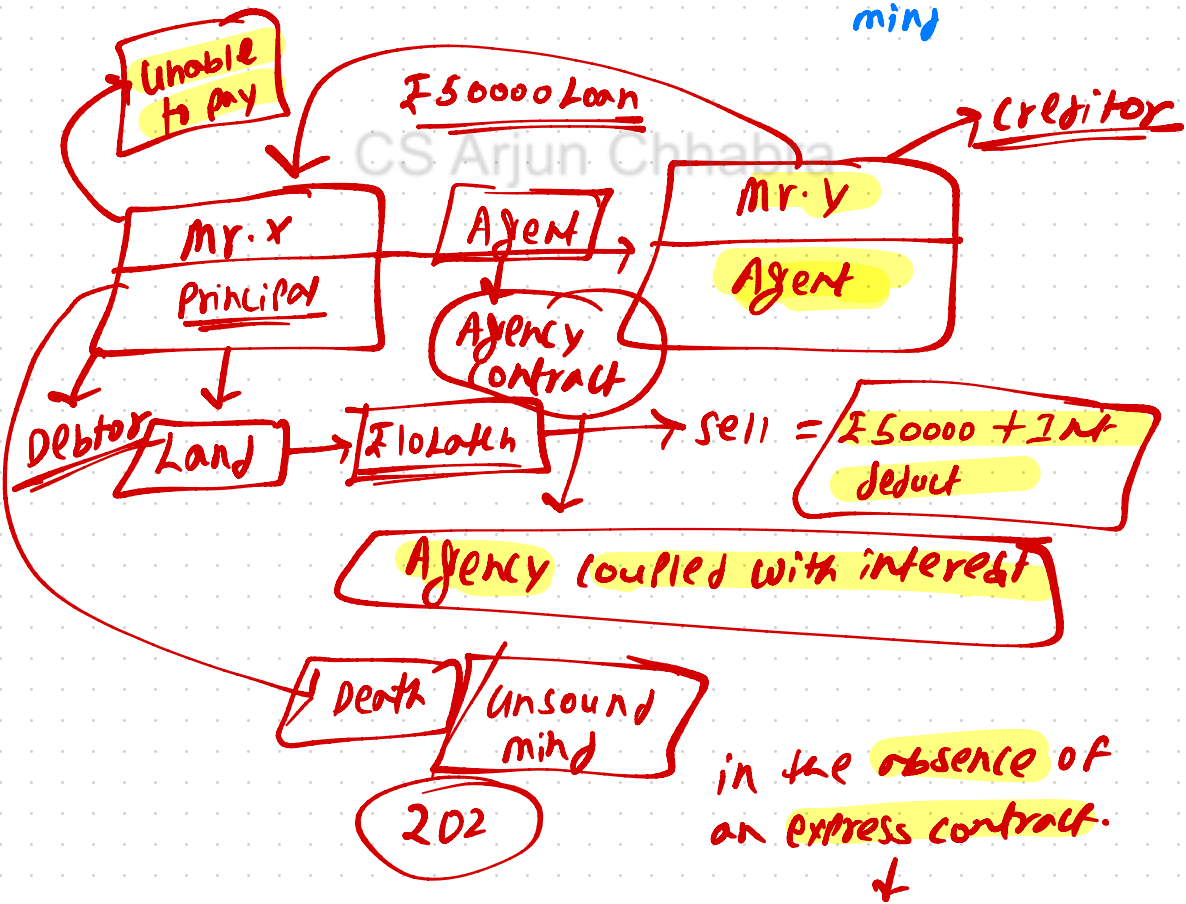 mind
Unable
to pay
₹50000 Loan
Creditor
CS Arjun Chhabra
Mr. X
Agent
Mr. Y
Principal
Agent
Agency
contract
Debtor
Land
₹10 Lakh
sell =
₹50000 + Int
deduct
Agency coupled with interest
Death
Unsound
mind
202
in the absence of
an express contract.